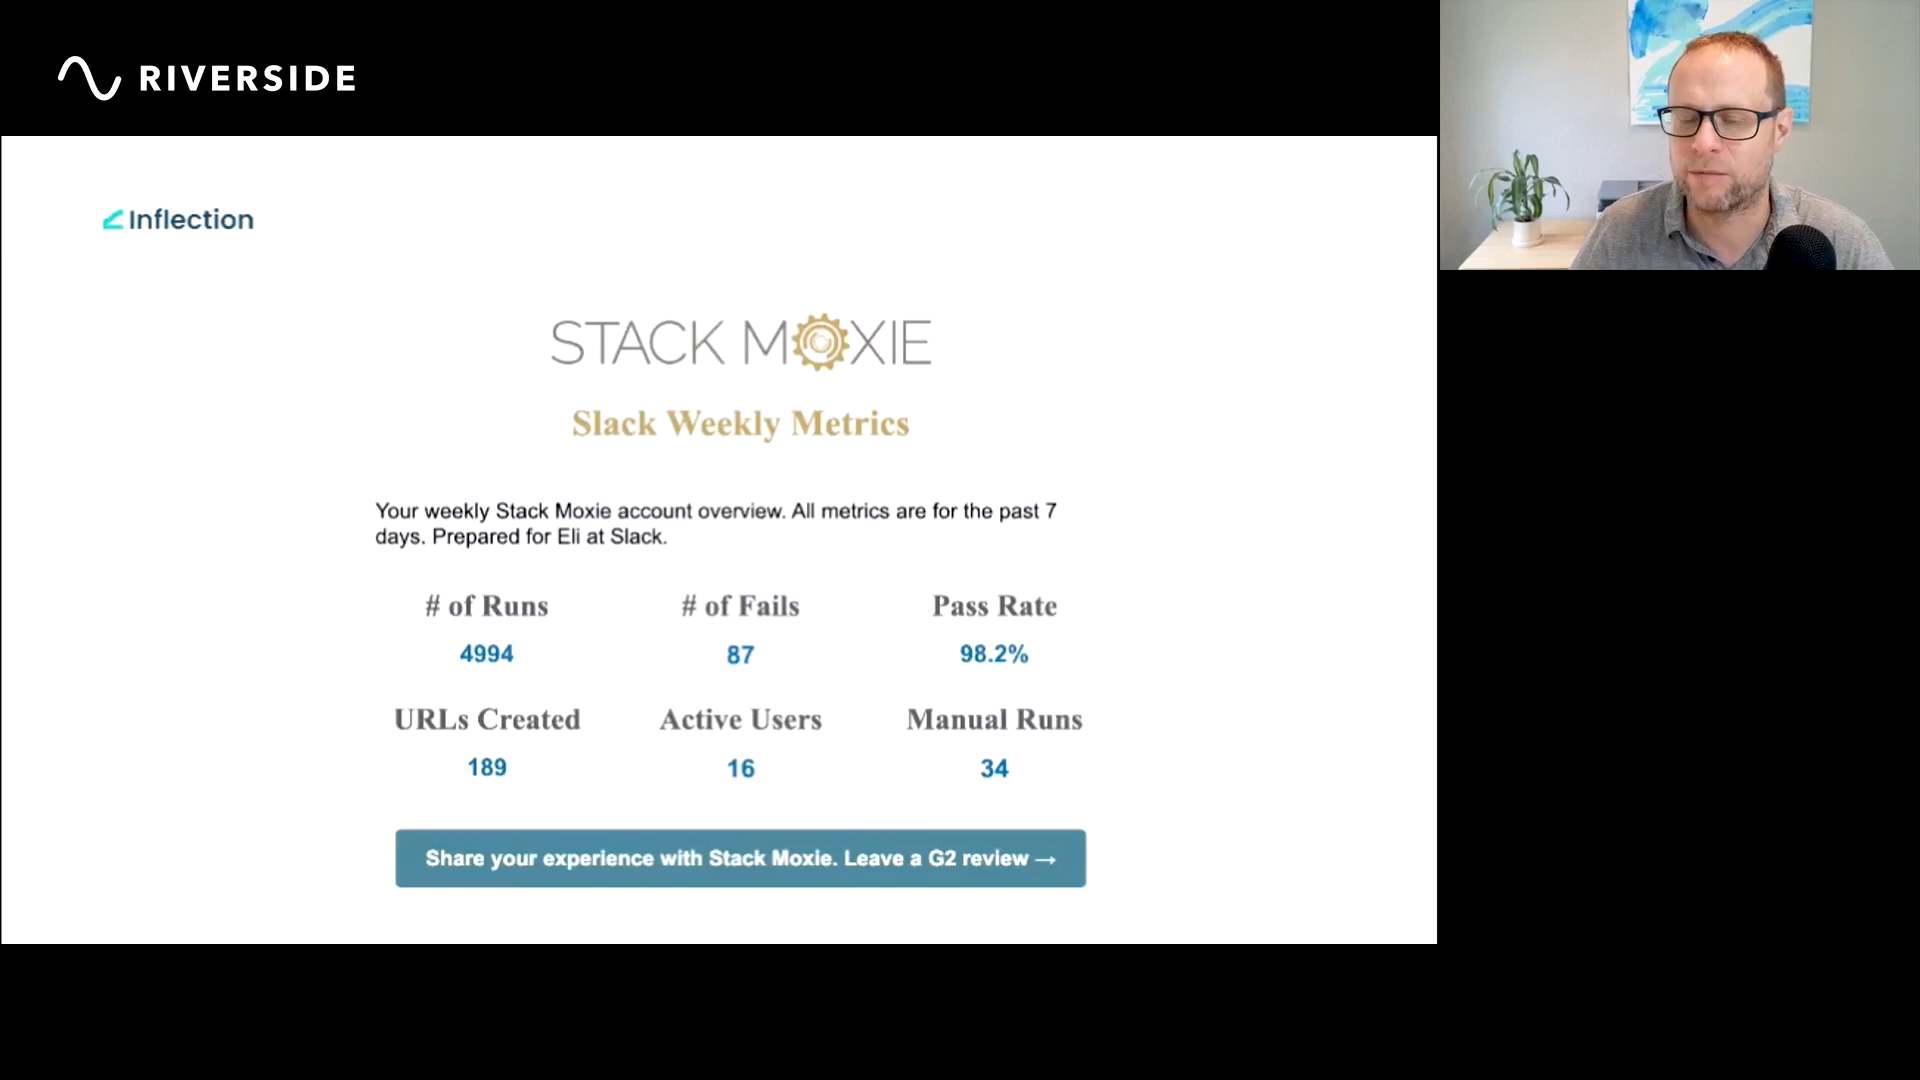 RIVERSIDE
Inflection
STACK MOXIE
Slack Weekly Metrics
Your weekly Stack Moxie account overview. All metrics are for the past 7
days. Prepared for Eli at Slack.
# of Runs # of Fails Pass Rate
4994 87 98.2%
URLs Created Active Users Manual Runs
189 16 34
Share your experience with Stack Moxie. Leave a G2 review →